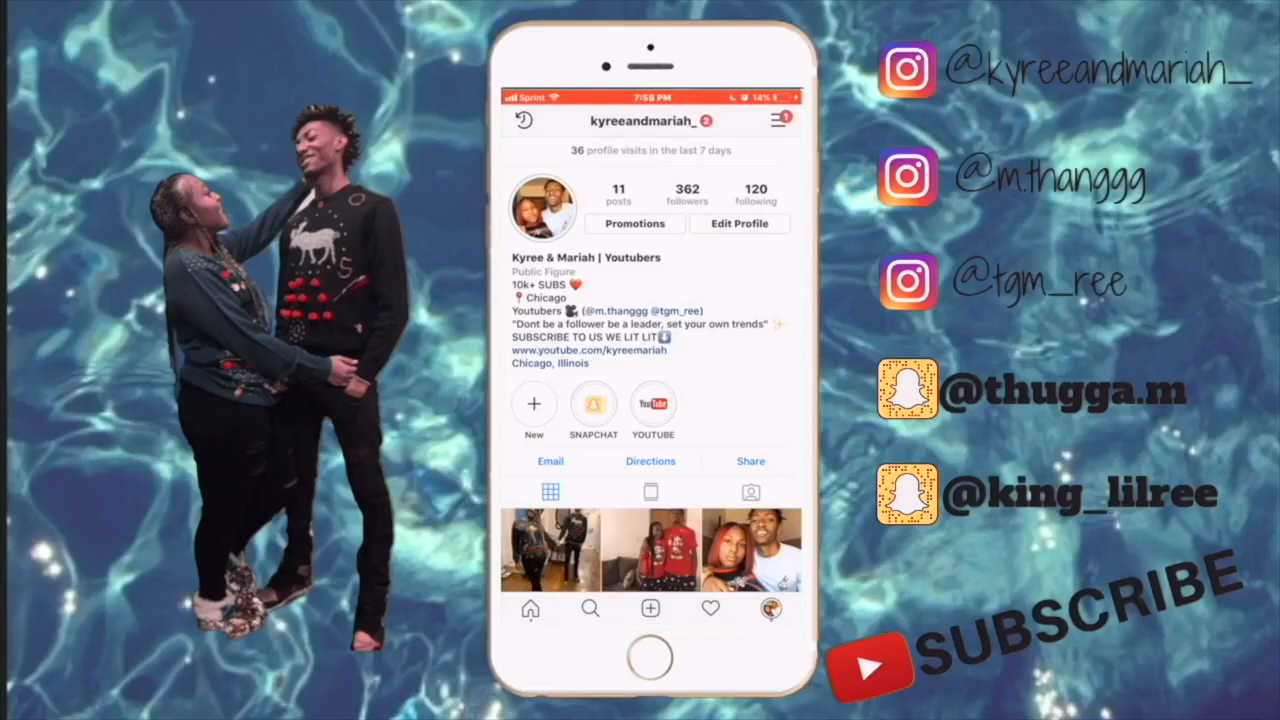 Sprint 7:58 PM 14%
kyreeandmariah_ 2
1
36 profile visits in the last 7 days
11 362 120
posts followers following
Promotions Edit Profile
Kyree & Mariah | Youtubers
Public Figure
10k+ SUBS ❤️
📍 Chicago
Youtubers 🎥 (@m.thanggg @tgm_ree)
"Dont be a follower be a leader, set your own trends" ✨
SUBSCRIBE TO US WE LIT LIT⬇️
www.youtube.com/kyreemariah
Chicago, Illinois
YouTube
New SNAPCHAT YOUTUBE
Email Directions Share
@kyreeandmariah_
@m.thanggg
@tgm_ree
@thugga.m
@king_lilree
SUBSCRIBE